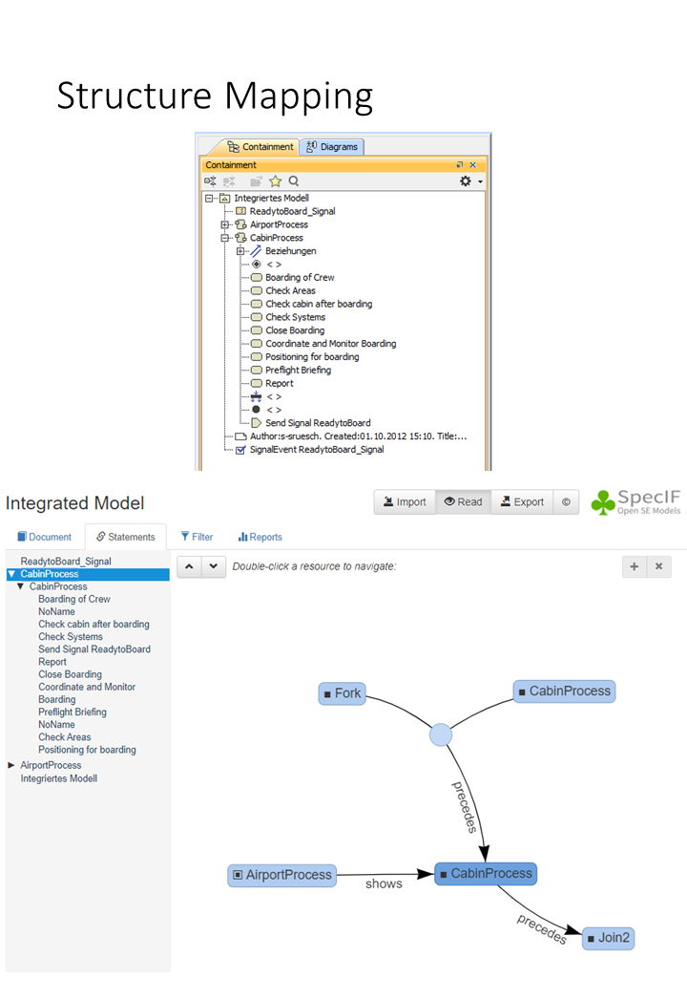 Structure Mapping
Containment Diagrams
Containment
Integriertes Modell
ReadytoBoard_Signal
AirportProcess
CabinProcess
Beziehungen
< >
Boarding of Crew
Check Areas
Check cabin after boarding
Check Systems
Close Boarding
Coordinate and Monitor Boarding
Positioning for boarding
Preflight Briefing
Report
< >
< >
Send Signal ReadytoBoard
Author:s-sruesch. Created:01.10.2012 15:10. Title:...
SignalEvent ReadytoBoard_Signal
Integrated Model
Import Read Export ©
SpecIF
Open SE Models
Document Statements Filter Reports
ReadytoBoard_Signal
CabinProcess
CabinProcess
Boarding of Crew
NoName
Check cabin after boarding
Check Systems
Send Signal ReadytoBoard
Report
Close Boarding
Coordinate and Monitor
Boarding
Preflight Briefing
NoName
Check Areas
Positioning for boarding
AirportProcess
Integriertes Modell
Double-click a resource to navigate:
Fork
CabinProcess
precedes
AirportProcess
shows
CabinProcess
precedes
Join2